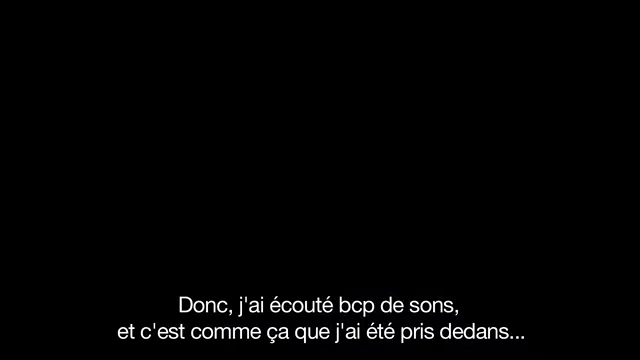 Donc, j'ai écouté bcp de sons,
et c'est comme ça que j'ai été pris dedans...